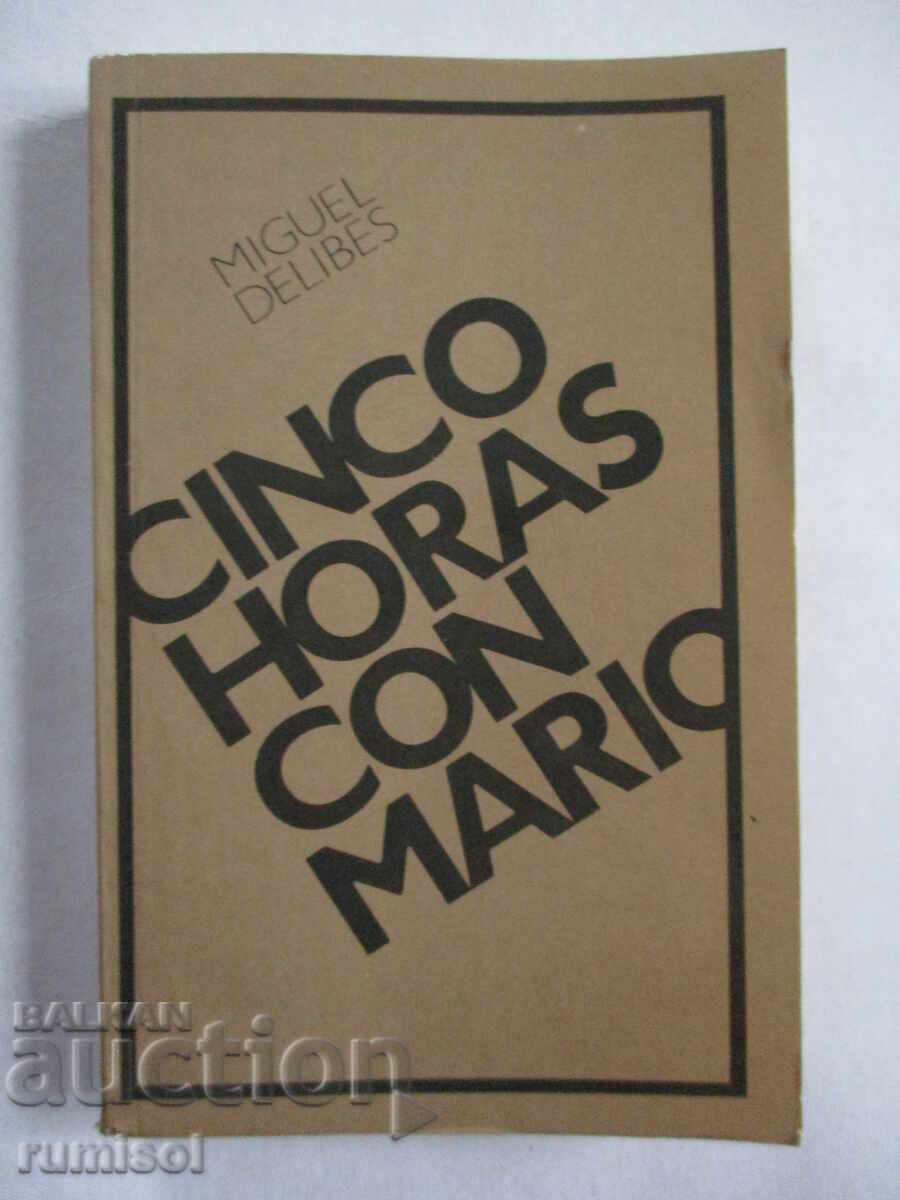 MIGUEL
DELIBES
CINCO
HORAS
CON
MARIO
BALKAN
auction
rumisol